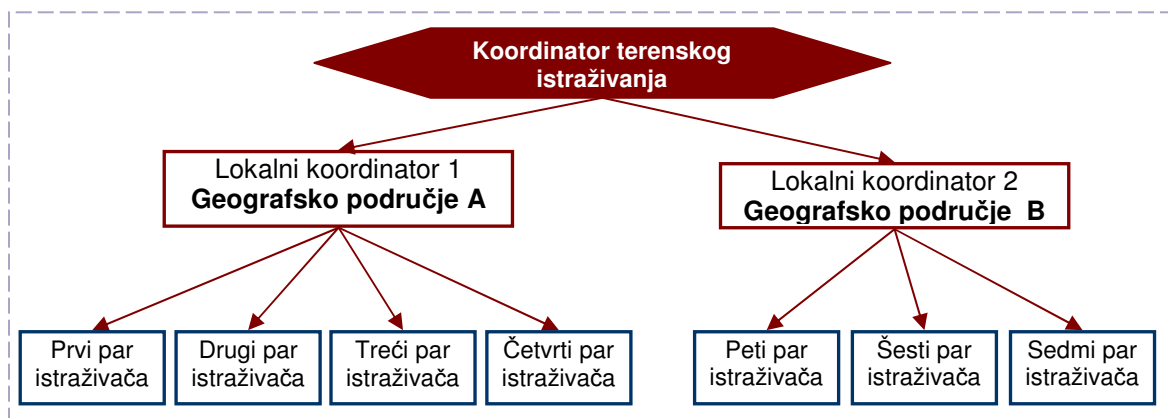 Koordinator terenskog
istraživanja
Lokalni koordinator 1
Geografsko područje A
Lokalni koordinator 2
Geografsko područje B
Prvi par
istraživača
Drugi par
istraživača
Treći par
istraživača
Četvrti par
istraživača
Peti par
istraživača
Šesti par
istraživača
Sedmi par
istraživača